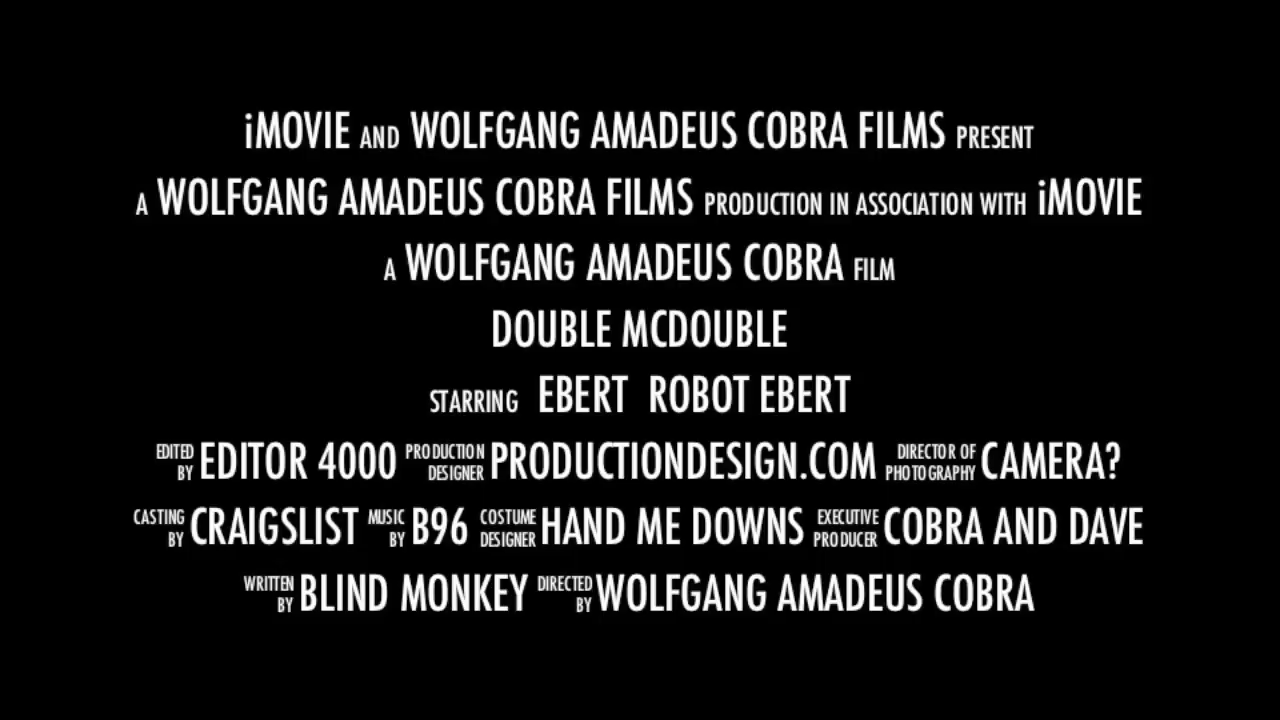 iMOVIE AND WOLFGANG AMADEUS COBRA FILMS PRESENT
A WOLFGANG AMADEUS COBRA FILMS PRODUCTION IN ASSOCIATION WITH iMOVIE
A WOLFGANG AMADEUS COBRA FILM
DOUBLE MCDOUBLE
STARRING EBERT ROBOT EBERT
EDITED BY EDITOR 4000 PRODUCTION DESIGNER PRODUCTIONDESIGN.COM DIRECTOR OF PHOTOGRAPHY CAMERA?
CASTING BY CRAIGSLIST MUSIC BY B96 COSTUME DESIGNER HAND ME DOWNS EXECUTIVE PRODUCER COBRA AND DAVE
WRITTEN BY BLIND MONKEY DIRECTED BY WOLFGANG AMADEUS COBRA